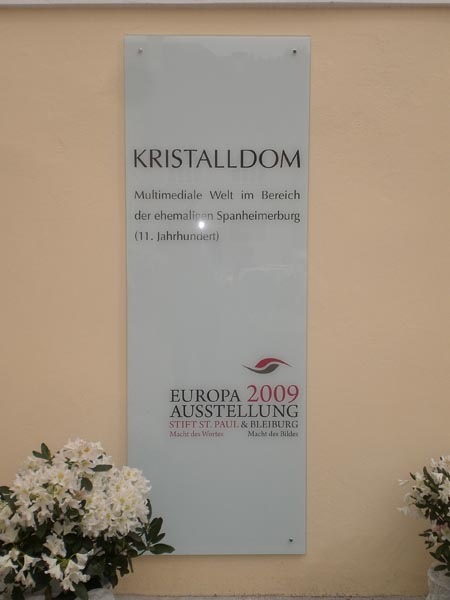 KRISTALLDOM
Multimediale Welt im Bereich
der ehemaligen Spanheimerburg
(11. Jahrhundert)
EUROPA 2009
AUSSTELLUNG
STIFT ST. PAUL & BLEIBURG
Macht des Wortes Macht des Bildes